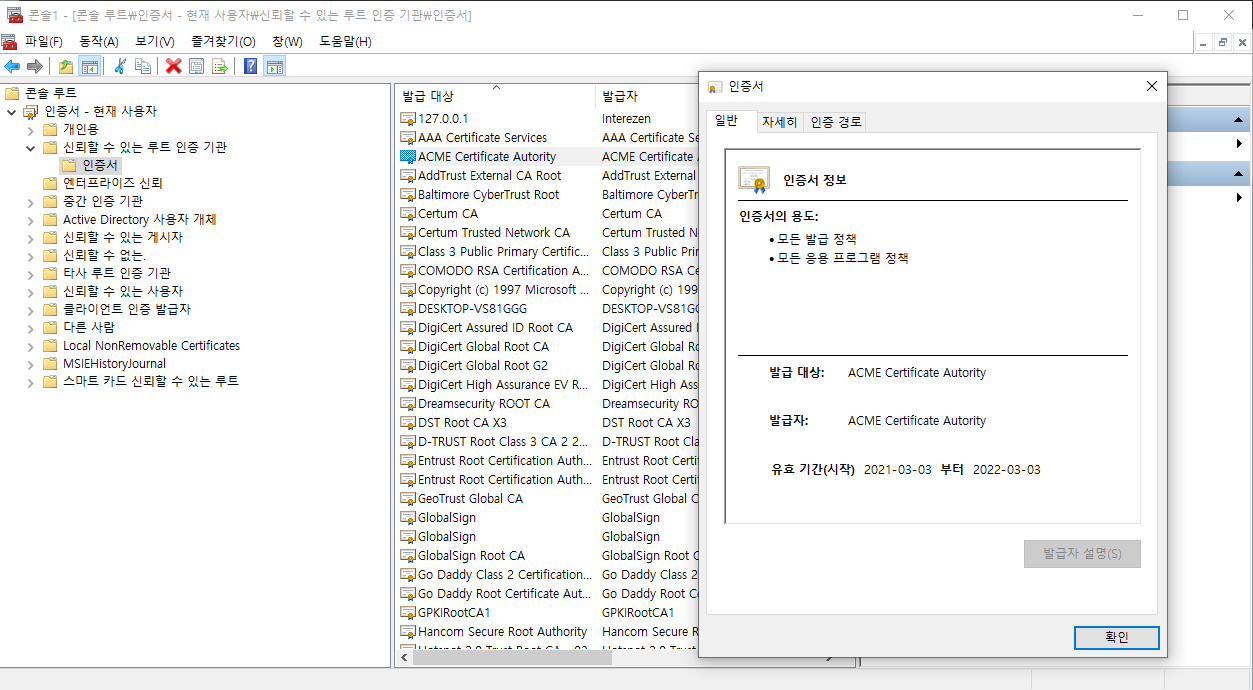 콘솔1 - [콘솔 루트\인증서 - 현재 사용자\신뢰할 수 있는 루트 인증 기관\인증서]
파일(F) 동작(A) 보기(V) 즐겨찾기(O) 창(W) 도움말(H)
콘솔 루트
인증서 - 현재 사용자
개인용
신뢰할 수 있는 루트 인증 기관
인증서
엔터프라이즈 신뢰
중간 인증 기관
Active Directory 사용자 개체
신뢰할 수 있는 게시자
신뢰할 수 없는.
타사 루트 인증 기관
신뢰할 수 있는 사용자
클라이언트 인증 발급자
다른 사람
Local NonRemovable Certificates
MSIEHistoryJournal
스마트 카드 신뢰할 수 있는 루트
발급 대상 발급자
127.0.0.1 Interezen
AAA Certificate Services AAA Certificate Se
ACME Certificate Autority ACME Certificate
AddTrust External CA Root AddTrust External
Baltimore CyberTrust Root Baltimore CyberT
Certum CA Certum CA
Certum Trusted Network CA Certum Trusted N
Class 3 Public Primary Certific... Class 3 Public Pri
COMODO RSA Certification A... COMODO RSA Ce
Copyright (c) 1997 Microsoft ... Copyright (c) 199
DESKTOP-VS81GGG DESKTOP-VS81GG
DigiCert Assured ID Root CA DigiCert Assured
DigiCert Global Root CA DigiCert Global Ro
DigiCert Global Root G2 DigiCert Global Ro
DigiCert High Assurance EV R... DigiCert High Ass
Dreamsecurity ROOT CA Dreamsecurity RO
DST Root CA X3 DST Root CA X3
D-TRUST Root Class 3 CA 2 2... D-TRUST Root Cla
Entrust Root Certification Auth... Entrust Root Certi
Entrust Root Certification Auth... Entrust Root Certi
GeoTrust Global CA GeoTrust Global C
GlobalSign GlobalSign
GlobalSign GlobalSign
GlobalSign Root CA GlobalSign Root C
Go Daddy Class 2 Certification... Go Daddy Class 2
Go Daddy Root Certificate Aut... Go Daddy Root C
GPKIRootCA1 GPKIRootCA1
Hancom Secure Root Authority Hancom Secure R
인증서
일반 자세히 인증 경로
인증서 정보
인증서의 용도:
• 모든 발급 정책
• 모든 응용 프로그램 정책
발급 대상: ACME Certificate Autority
발급자: ACME Certificate Autority
유효 기간(시작) 2021-03-03 부터 2022-03-03
발급자 설명(S)
확인